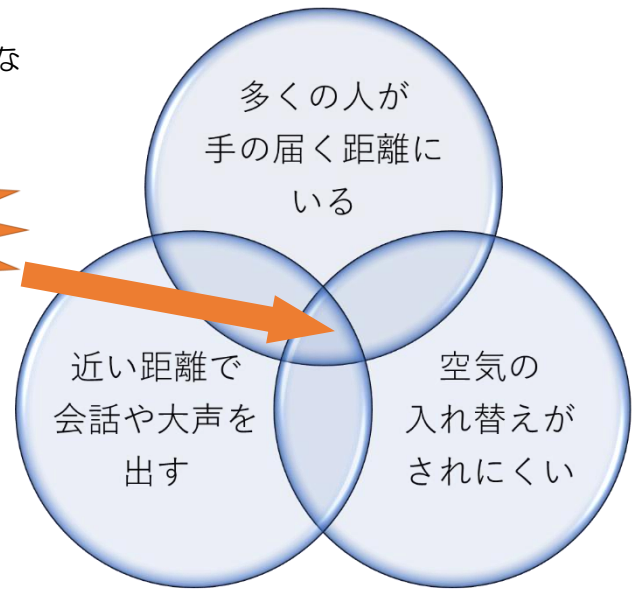 な
多くの人が
手の届く距離に
いる
近い距離で
会話や大声を
出す
空気の
入れ替えが
されにくい